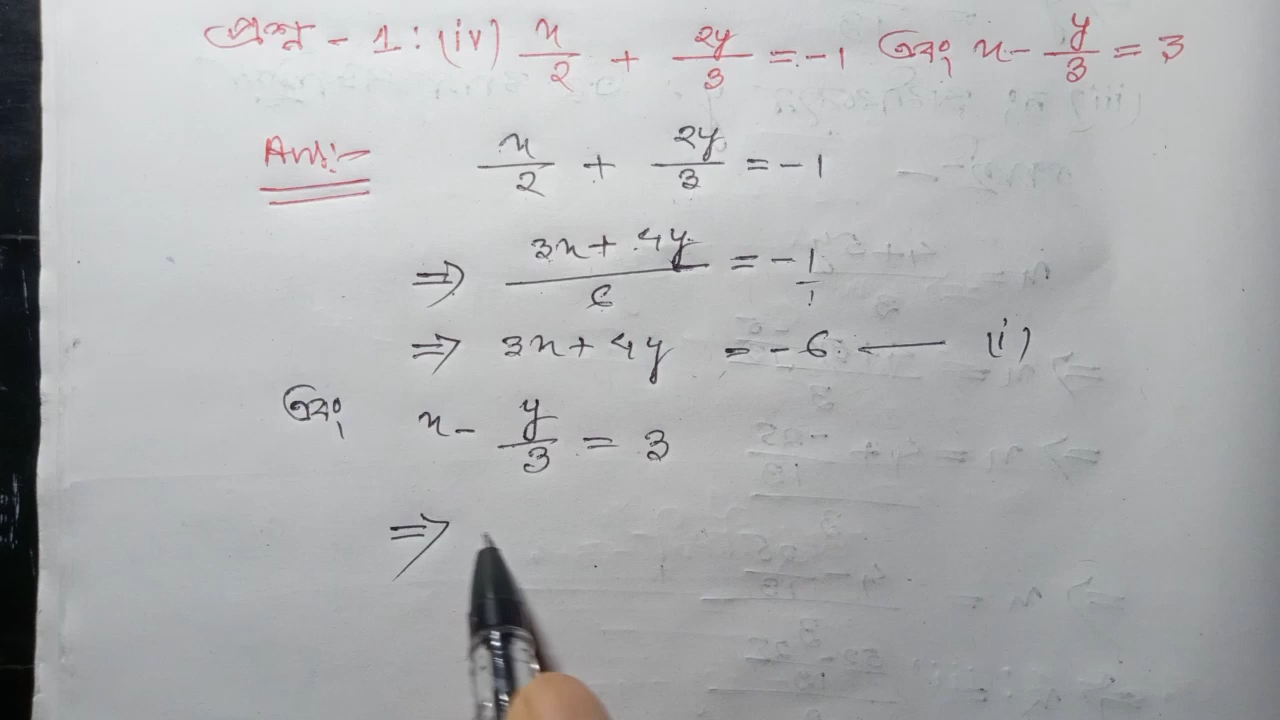 প্রশ্ন - 1 : (iv) x/2 + 2y/3 = -1 এবং x - y/3 = 3
Ans:- x/2 + 2y/3 = -1
⇒ (3x + 4y)/6 = -1/1
⇒ 3x + 4y = -6 ← (i)
এবং x - y/3 = 3
⇒